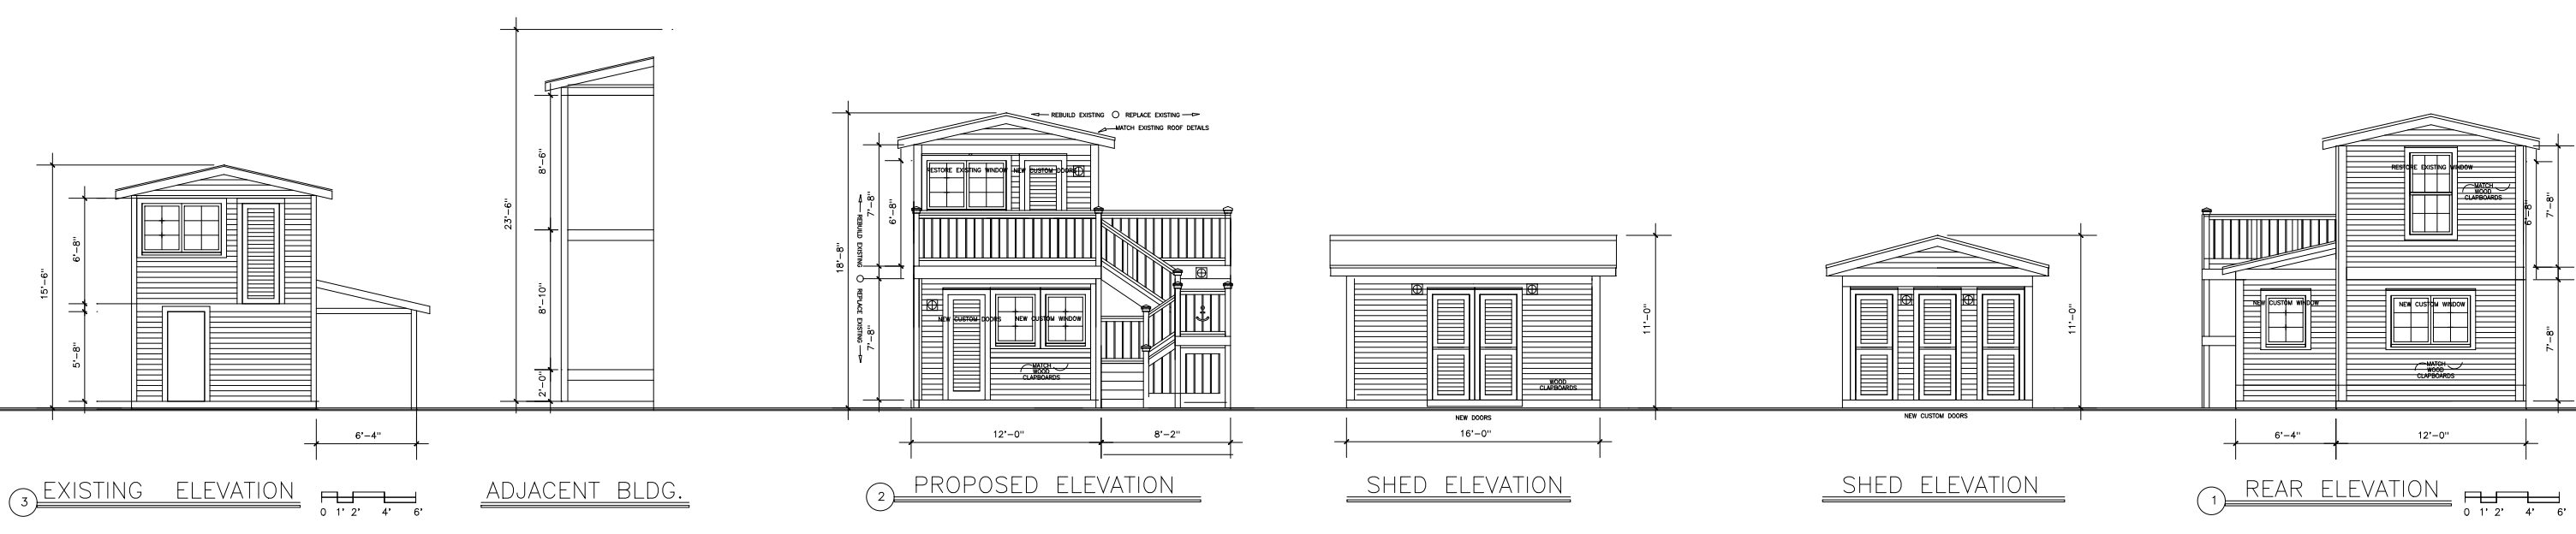 15'-6"
6'-8"
5'-8"
6'-4"
3 EXISTING ELEVATION
0 1' 2' 4' 6'
23'-6"
8'-6"
8'-10"
2'-0"
ADJACENT BLDG.
REBUILD EXISTING
REPLACE EXISTING
MATCH EXISTING ROOF DETAILS
RESTORE EXISTING WINDOW
NEW CUSTOM DOORS
18'-8"
7'-8"
6'-8"
REBUILD EXISTING
REPLACE EXISTING
7'-8"
NEW CUSTOM DOORS
NEW CUSTOM WINDOW
MATCH
WOOD
CLAPBOARDS
12'-0"
8'-2"
2 PROPOSED ELEVATION
WOOD
CLAPBOARDS
NEW DOORS
11'-0"
16'-0"
SHED ELEVATION
NEW CUSTOM DOORS
11'-0"
SHED ELEVATION
RESTORE EXISTING WINDOW
MATCH
WOOD
CLAPBOARDS
6'-8"
7'-8"
NEW CUSTOM WINDOW
NEW CUSTOM WINDOW
MATCH
WOOD
CLAPBOARDS
7'-8"
6'-4"
12'-0"
1 REAR ELEVATION
0 1' 2' 4' 6'